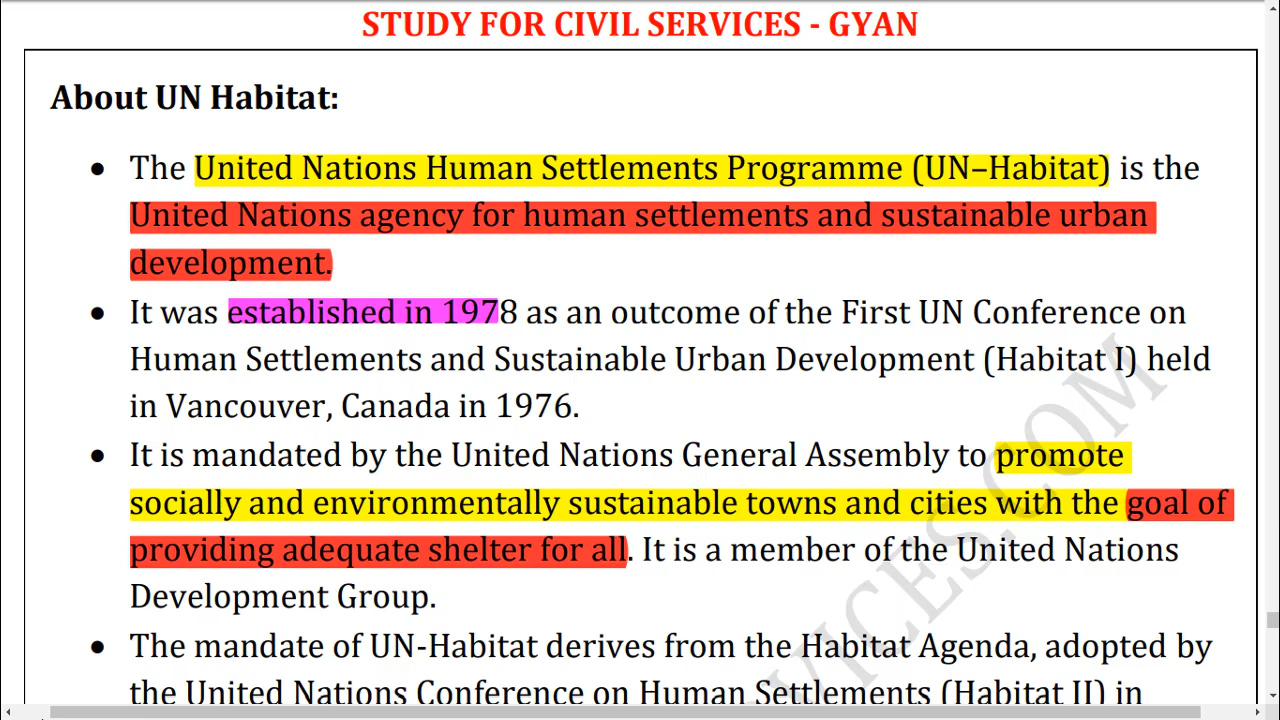 STUDY FOR CIVIL SERVICES - GYAN
About UN Habitat:
• The United Nations Human Settlements Programme (UN–Habitat) is the
United Nations agency for human settlements and sustainable urban
development.
• It was established in 1978 as an outcome of the First UN Conference on
Human Settlements and Sustainable Urban Development (Habitat I) held
in Vancouver, Canada in 1976.
• It is mandated by the United Nations General Assembly to promote
socially and environmentally sustainable towns and cities with the goal of
providing adequate shelter for all. It is a member of the United Nations
Development Group.
• The mandate of UN-Habitat derives from the Habitat Agenda, adopted by
the United Nations Conference on Human Settlements (Habitat II) in
VICES.COM